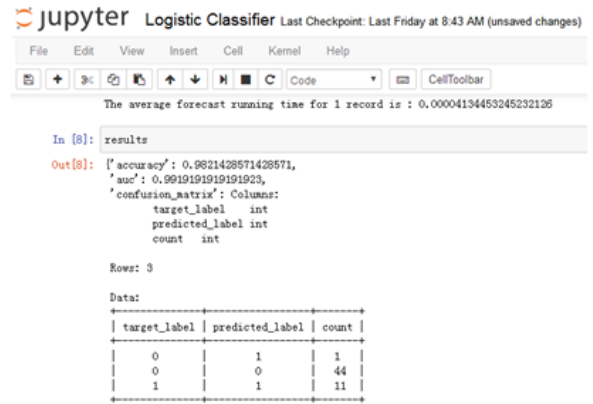 jupyter Logistic Classifier Last Checkpoint: Last Friday at 8:43 AM (unsaved changes)
File Edit View Insert Cell Kernel Help
Code CellToolbar
The average forecast running time for 1 record is : 0.00004134453245232126
In [8]: results
Out[8]: {'accuracy': 0.9821428571428571,
'auc': 0.9919191919191923,
'confusion_matrix': Columns:
target_label int
predicted_label int
count int
Rows: 3
Data:
| target_label | predicted_label | count |
| 0 | 1 | 1 |
| 0 | 0 | 44 |
| 1 | 1 | 11 |